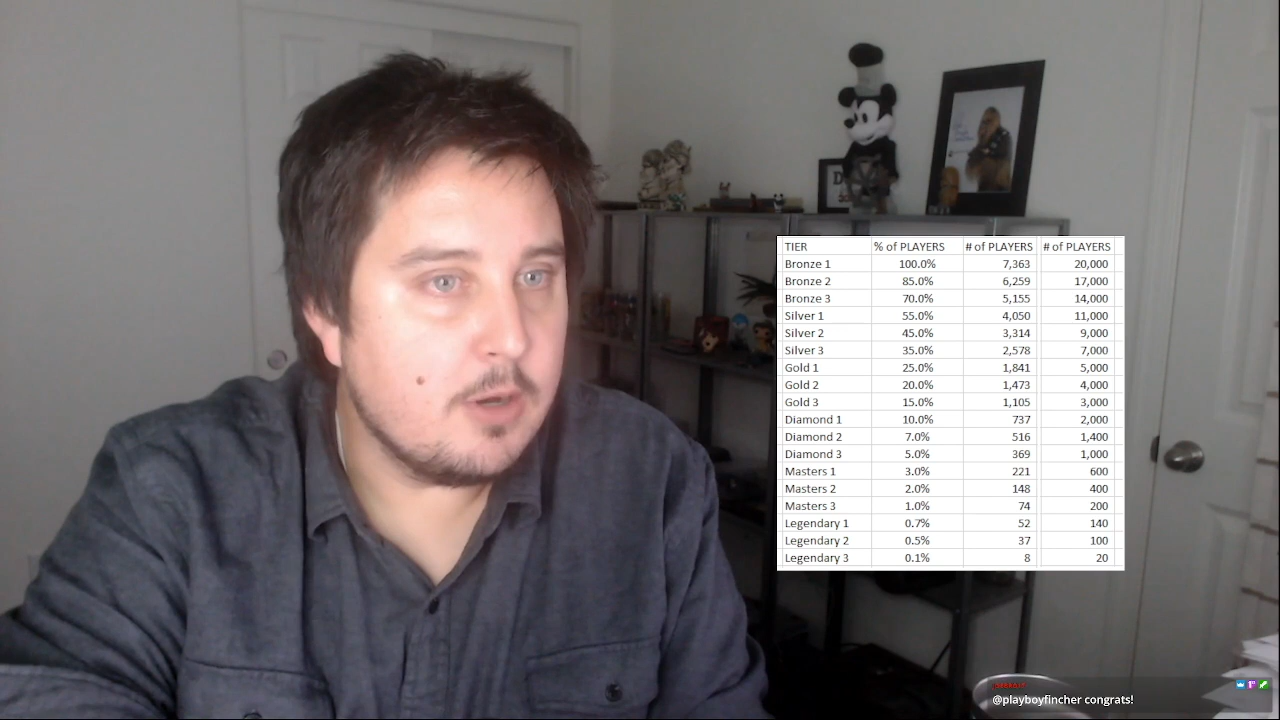 TIER % of PLAYERS # of PLAYERS # of PLAYERS
Bronze 1 100.0% 7,363 20,000
Bronze 2 85.0% 6,259 17,000
Bronze 3 70.0% 5,155 14,000
Silver 1 55.0% 4,050 11,000
Silver 2 45.0% 3,314 9,000
Silver 3 35.0% 2,578 7,000
Gold 1 25.0% 1,841 5,000
Gold 2 20.0% 1,473 4,000
Gold 3 15.0% 1,105 3,000
Diamond 1 10.0% 737 2,000
Diamond 2 7.0% 516 1,400
Diamond 3 5.0% 369 1,000
Masters 1 3.0% 221 600
Masters 2 2.0% 148 400
Masters 3 1.0% 74 200
Legendary 1 0.7% 52 140
Legendary 2 0.5% 37 100
Legendary 3 0.1% 8 20
@playboyfincher congrats!